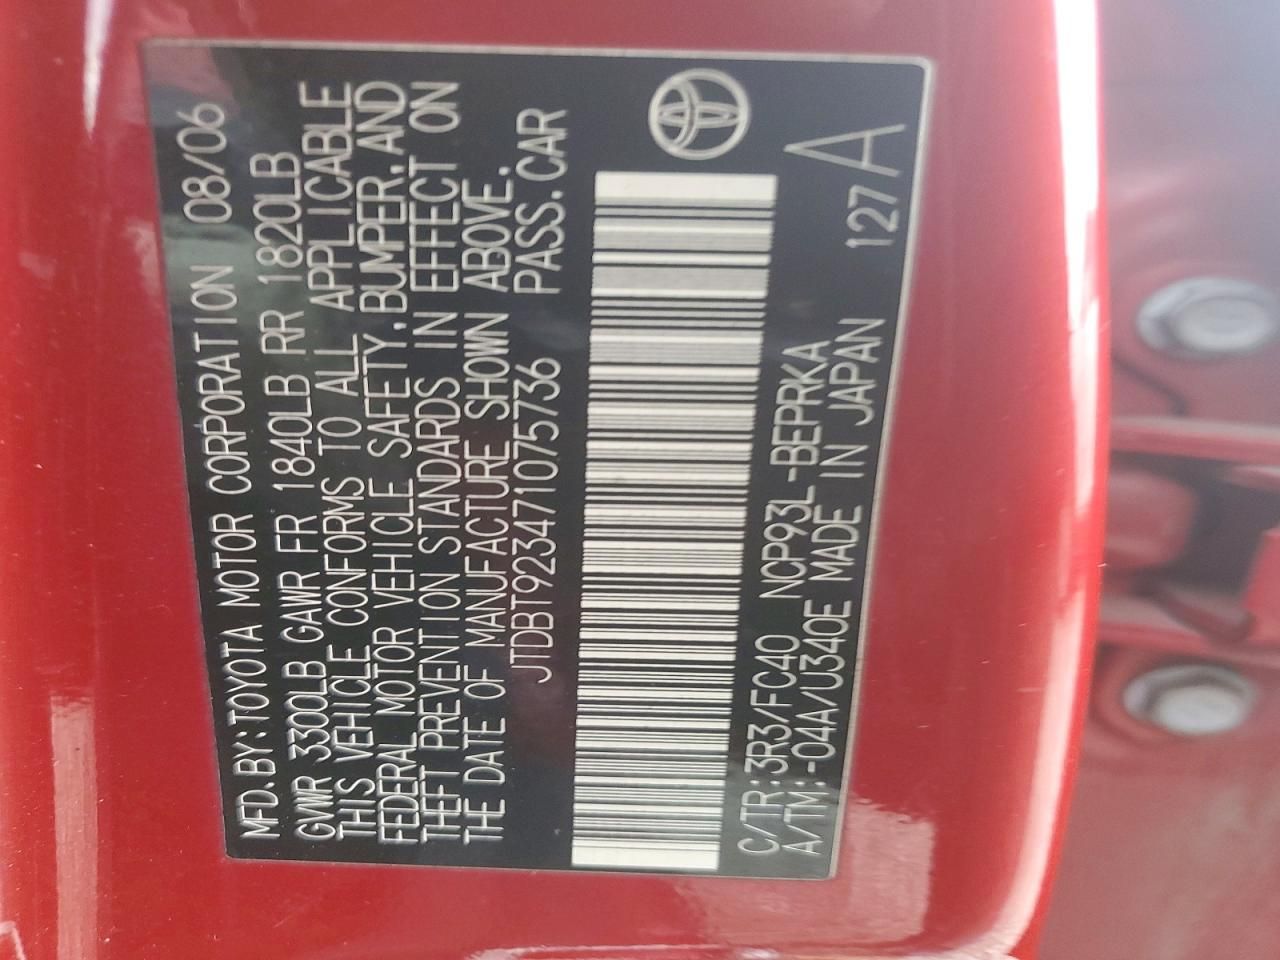 MFD.BY:TOYOTA MOTOR CORPORATION 08/06
GVWR 3300LB GAWR FR 1840LB RR 1820LB
THIS VEHICLE CONFORMS TO ALL APPLICABLE
FEDERAL MOTOR VEHICLE SAFETY,BUMPER,AND
THEFT PREVENTION STANDARDS IN EFFECT ON
THE DATE OF MANUFACTURE SHOWN ABOVE.
JTDBT923471075736 PASS.CAR
C/TR:3R3/FC40 NCP93L-BEPRKA 127 A
A/TM:-04A/U340E MADE IN JAPAN